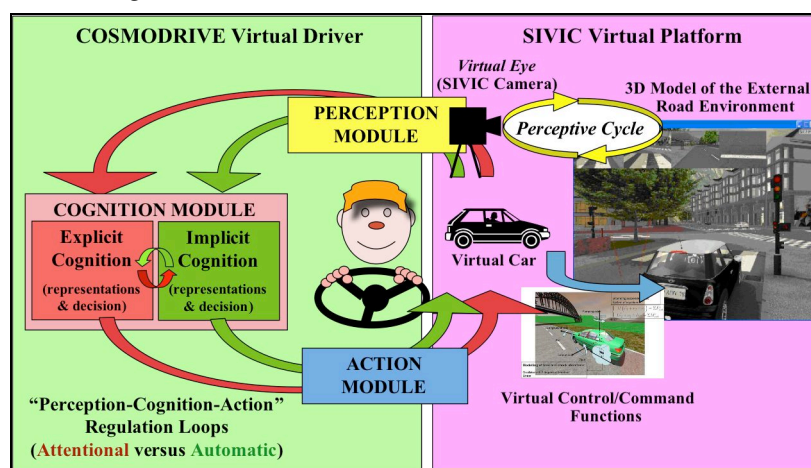 COSMODRIVE Virtual Driver
SIVIC Virtual Platform
Virtual Eye
(SIVIC Camera)
3D Model of the External
Road Environment
PERCEPTION
MODULE
Perceptive Cycle
COGNITION MODULE
Explicit
Cognition
(representations
& decision)
Implicit
Cognition
(representations
& decision)
Virtual Car
ACTION
MODULE
Virtual Control/Command
Functions
“Perception-Cognition-Action”
Regulation Loops
(Attentional versus Automatic)